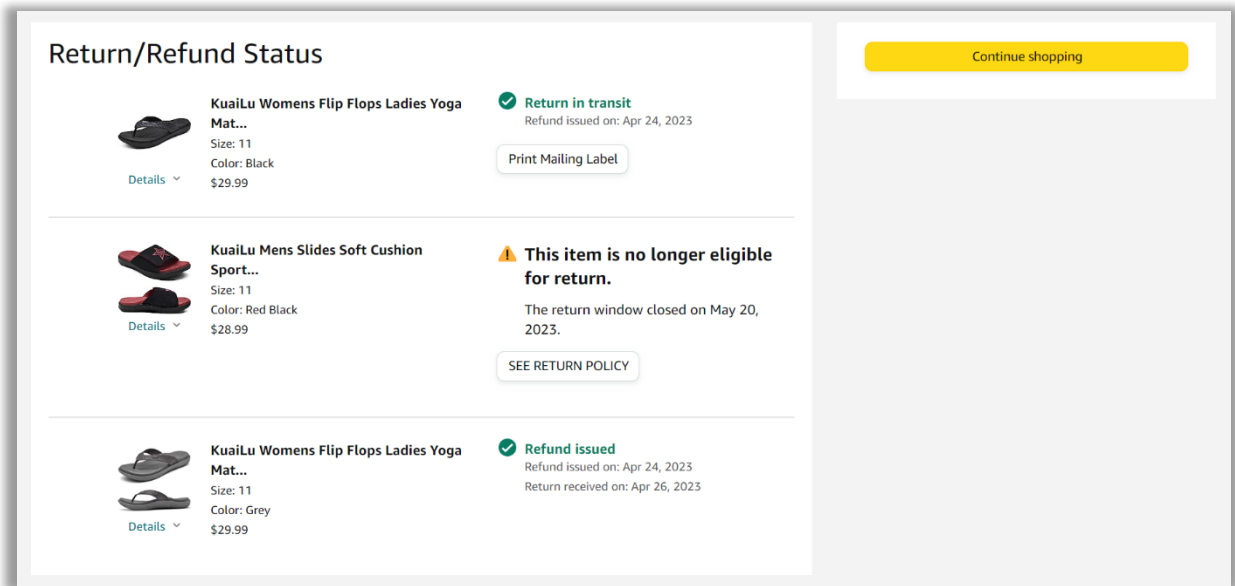 Return/Refund Status
Continue shopping
KuaiLu Womens Flip Flops Ladies Yoga
Mat...
Size: 11
Color: Black
$29.99
Details
Return in transit
Refund issued on: Apr 24, 2023
Print Mailing Label
KuaiLu Mens Slides Soft Cushion
Sport...
Size: 11
Color: Red Black
$28.99
Details
This item is no longer eligible
for return.
The return window closed on May 20,
2023.
SEE RETURN POLICY
KuaiLu Womens Flip Flops Ladies Yoga
Mat...
Size: 11
Color: Grey
$29.99
Details
Refund issued
Refund issued on: Apr 24, 2023
Return received on: Apr 26, 2023